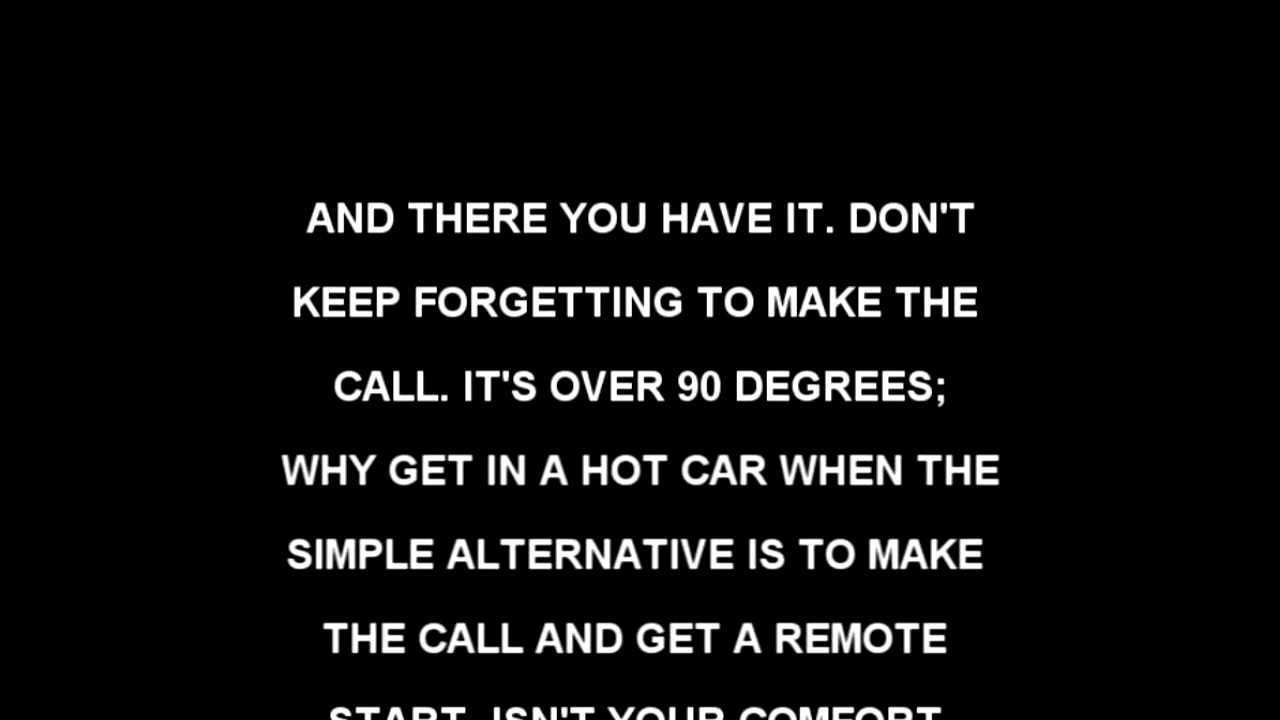 AND THERE YOU HAVE IT. DON'T
KEEP FORGETTING TO MAKE THE
CALL. IT'S OVER 90 DEGREES;
WHY GET IN A HOT CAR WHEN THE
SIMPLE ALTERNATIVE IS TO MAKE
THE CALL AND GET A REMOTE
START. ISN'T YOUR COMFORT